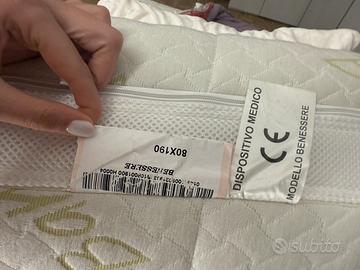 80X190
BENESSERE
DISPOSITIVO MEDICO
CE
MODELLO BENESSERE
subito